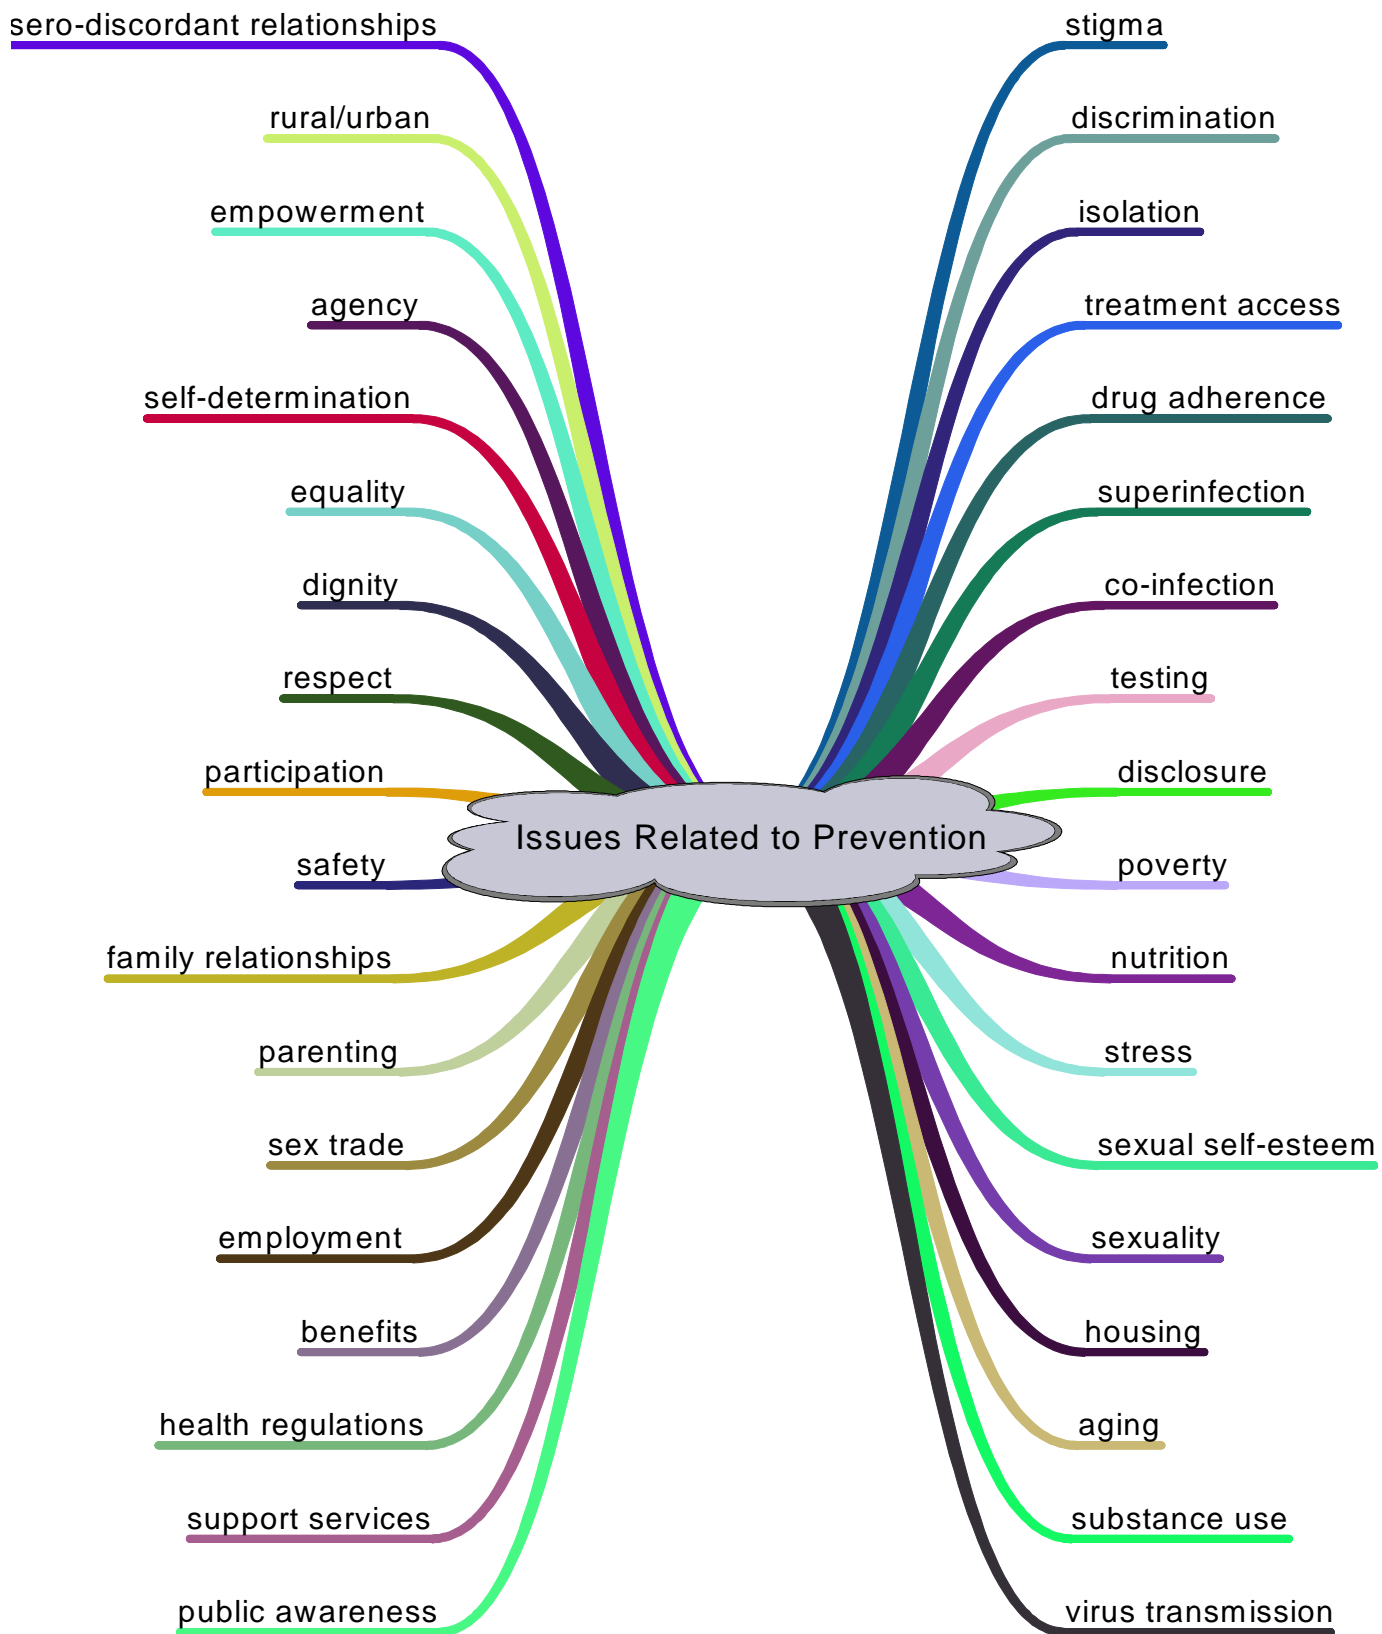 sero-discordant relationships
rural/urban
empowerment
agency
self-determination
equality
dignity
respect
participation
safety
family relationships
parenting
sex trade
employment
benefits
health regulations
support services
public awareness
Issues Related to Prevention
stigma
discrimination
isolation
treatment access
drug adherence
superinfection
co-infection
testing
disclosure
poverty
nutrition
stress
sexual self-esteem
sexuality
housing
aging
substance use
virus transmission